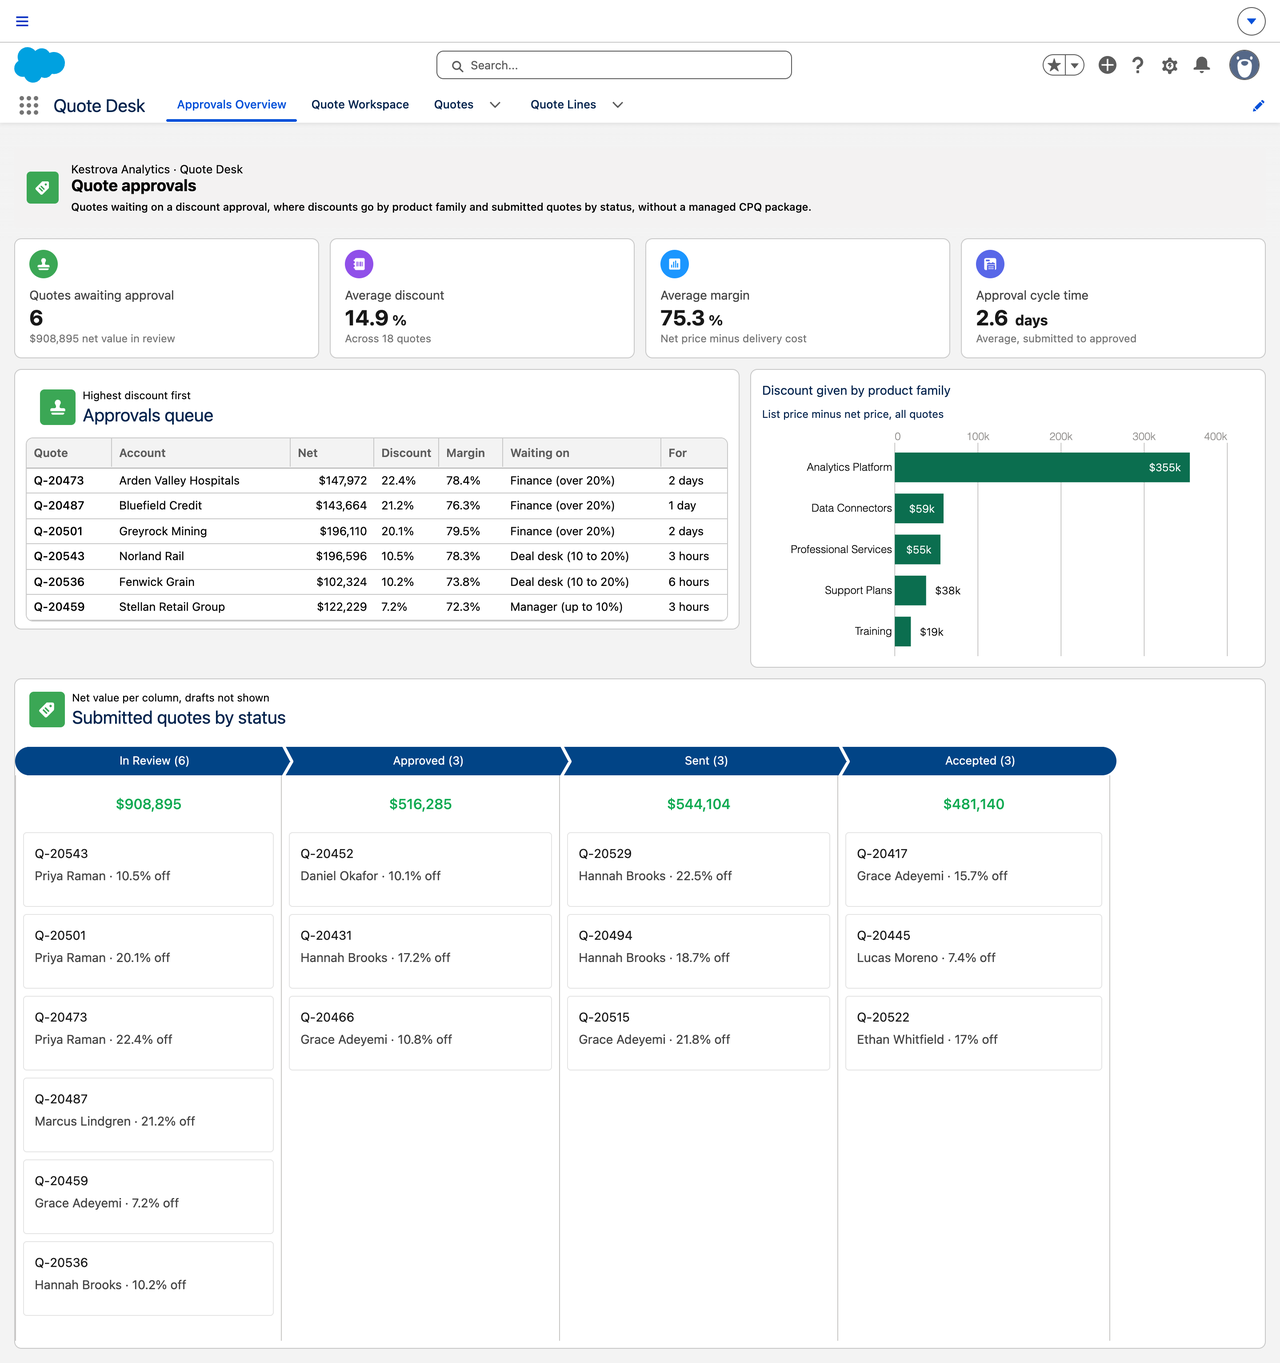 Search...
Quote Desk
Approvals Overview
Quote Workspace
Quotes
Quote Lines
Kestrova Analytics · Quote Desk
Quote approvals
Quotes waiting on a discount approval, where discounts go by product family and submitted quotes by status, without a managed CPQ package.
Quotes awaiting approval
6
$908,895 net value in review
Average discount
14.9 %
Across 18 quotes
Average margin
75.3 %
Net price minus delivery cost
Approval cycle time
2.6 days
Average, submitted to approved
Highest discount first
Approvals queue
Quote Account Net Discount Margin Waiting on For
Q-20473 Arden Valley Hospitals $147,972 22.4% 78.4% Finance (over 20%) 2 days
Q-20487 Bluefield Credit $143,664 21.2% 76.3% Finance (over 20%) 1 day
Q-20501 Greyrock Mining $196,110 20.1% 79.5% Finance (over 20%) 2 days
Q-20543 Norland Rail $196,596 10.5% 78.3% Deal desk (10 to 20%) 3 hours
Q-20536 Fenwick Grain $102,324 10.2% 73.8% Deal desk (10 to 20%) 6 hours
Q-20459 Stellan Retail Group $122,229 7.2% 72.3% Manager (up to 10%) 3 hours
Discount given by product family
List price minus net price, all quotes
0 100k 200k 300k 400k
Analytics Platform $355k
Data Connectors $59k
Professional Services $55k
Support Plans $38k
Training $19k
Net value per column, drafts not shown
Submitted quotes by status
In Review (6)
$908,895
Q-20543
Priya Raman · 10.5% off
Q-20501
Priya Raman · 20.1% off
Q-20473
Priya Raman · 22.4% off
Q-20487
Marcus Lindgren · 21.2% off
Q-20459
Grace Adeyemi · 7.2% off
Q-20536
Hannah Brooks · 10.2% off
Approved (3)
$516,285
Q-20452
Daniel Okafor · 10.1% off
Q-20431
Hannah Brooks · 17.2% off
Q-20466
Grace Adeyemi · 10.8% off
Sent (3)
$544,104
Q-20529
Hannah Brooks · 22.5% off
Q-20494
Hannah Brooks · 18.7% off
Q-20515
Grace Adeyemi · 21.8% off
Accepted (3)
$481,140
Q-20417
Grace Adeyemi · 15.7% off
Q-20445
Lucas Moreno · 7.4% off
Q-20522
Ethan Whitfield · 17% off